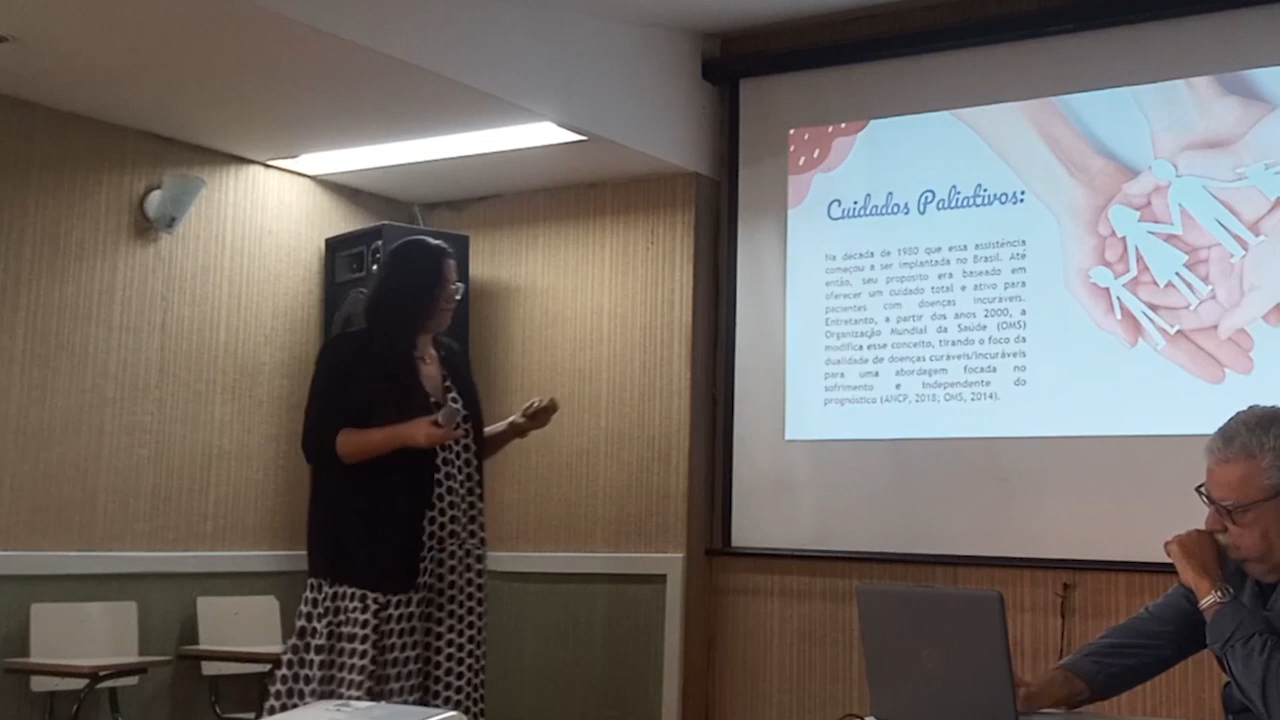 Cuidados Paliativos:
Na década de 1980 que essa assistência
começou a ser implantada no Brasil. Até
então, seu proposito era baseado em
oferecer um cuidado total e ativo para
pacientes com doenças incuráveis.
Entretanto, a partir dos anos 2000, a
Organização Mundial da Saúde (OMS)
modifica esse conceito, tirando o foco da
dualidade de doenças curáveis/incuráveis
para uma abordagem focada no
sofrimento e independente do
prognóstico (ANCP, 2018; OMS, 2014).